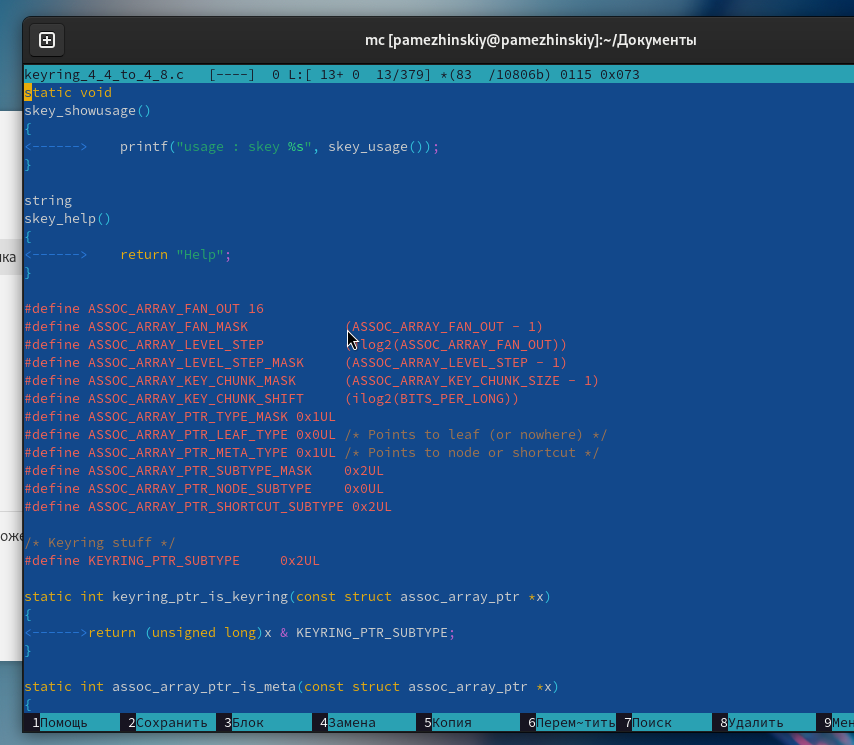 mc [pamezhinskiy@pamezhinskiy]:~/Документы
keyring_4_4_to_4_8.c   [----]  0 L:[ 13+ 0  13/379] *(83  /10806b) 0115 0x073
static void
skey_showusage()
{
<------>    printf("usage : skey %s", skey_usage());
}
string
skey_help()
{
<------>    return "Help";
}
#define ASSOC_ARRAY_FAN_OUT 16
#define ASSOC_ARRAY_FAN_MASK            (ASSOC_ARRAY_FAN_OUT - 1)
#define ASSOC_ARRAY_LEVEL_STEP          (ilog2(ASSOC_ARRAY_FAN_OUT))
#define ASSOC_ARRAY_LEVEL_STEP_MASK     (ASSOC_ARRAY_LEVEL_STEP - 1)
#define ASSOC_ARRAY_KEY_CHUNK_MASK      (ASSOC_ARRAY_KEY_CHUNK_SIZE - 1)
#define ASSOC_ARRAY_KEY_CHUNK_SHIFT     (ilog2(BITS_PER_LONG))
#define ASSOC_ARRAY_PTR_TYPE_MASK 0x1UL
#define ASSOC_ARRAY_PTR_LEAF_TYPE 0x0UL /* Points to leaf (or nowhere) */
#define ASSOC_ARRAY_PTR_META_TYPE 0x1UL /* Points to node or shortcut */
#define ASSOC_ARRAY_PTR_SUBTYPE_MASK    0x2UL
#define ASSOC_ARRAY_PTR_NODE_SUBTYPE    0x0UL
#define ASSOC_ARRAY_PTR_SHORTCUT_SUBTYPE 0x2UL
/* Keyring stuff */
#define KEYRING_PTR_SUBTYPE     0x2UL
static int keyring_ptr_is_keyring(const struct assoc_array_ptr *x)
{
<------>return (unsigned long)x & KEYRING_PTR_SUBTYPE;
}
static int assoc_array_ptr_is_meta(const struct assoc_array_ptr *x)
{
1Помощь 2Сохранить 3Блок 4Замена 5Копия 6Перем~тить 7Поиск 8Удалить 9Мен